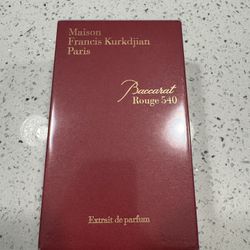 Maison
Francis Kurkdjian
Paris
Baccarat
Rouge 540
Extrait de parfum